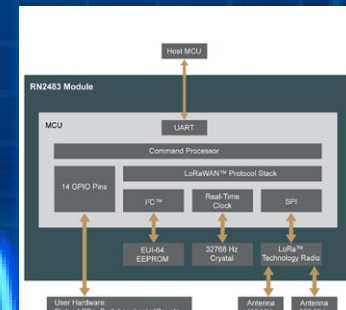 Host MCU
RN2483 Module
MCU
UART
Command Processor
14 GPIO Pins
LoRaWAN™ Protocol Stack
I²C™
Real-Time
Clock
SPI
EUI-64
EEPROM
32768 Hz
Crystal
LoRa™
Technology Radio
User Hardware:
Antenna
Antenna